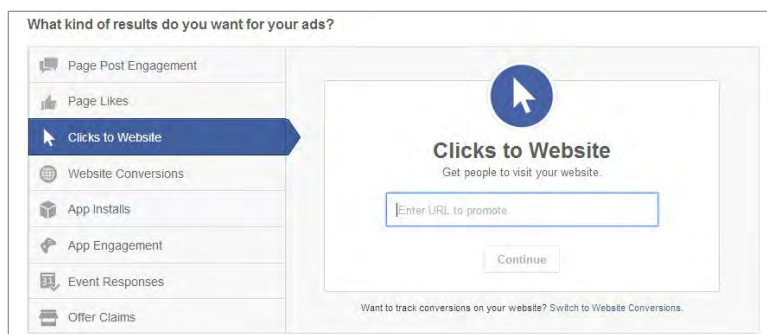 What kind of results do you want for your ads?
Page Post Engagement
Page Likes
Clicks to Website
Website Conversions
App Installs
App Engagement
Event Responses
Offer Claims
Clicks to Website
Get people to visit your website.
Enter URL to promote
Continue
Want to track conversions on your website? Switch to Website Conversions.